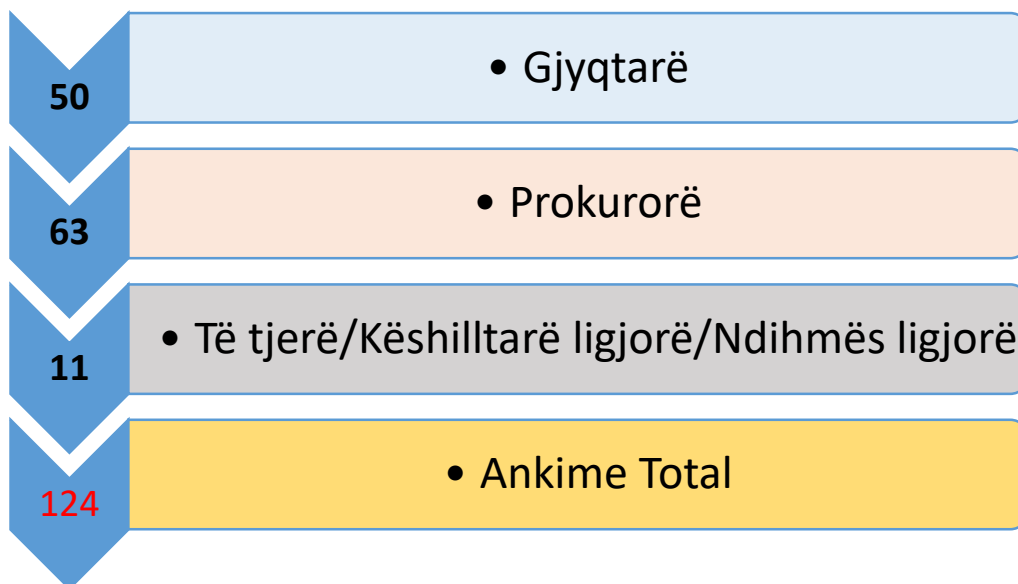 50
• Gjyqtarë
63
• Prokurorë
11
• Të tjerë/Këshilltarë ligjorë/Ndihmës ligjorë
124
• Ankime Total